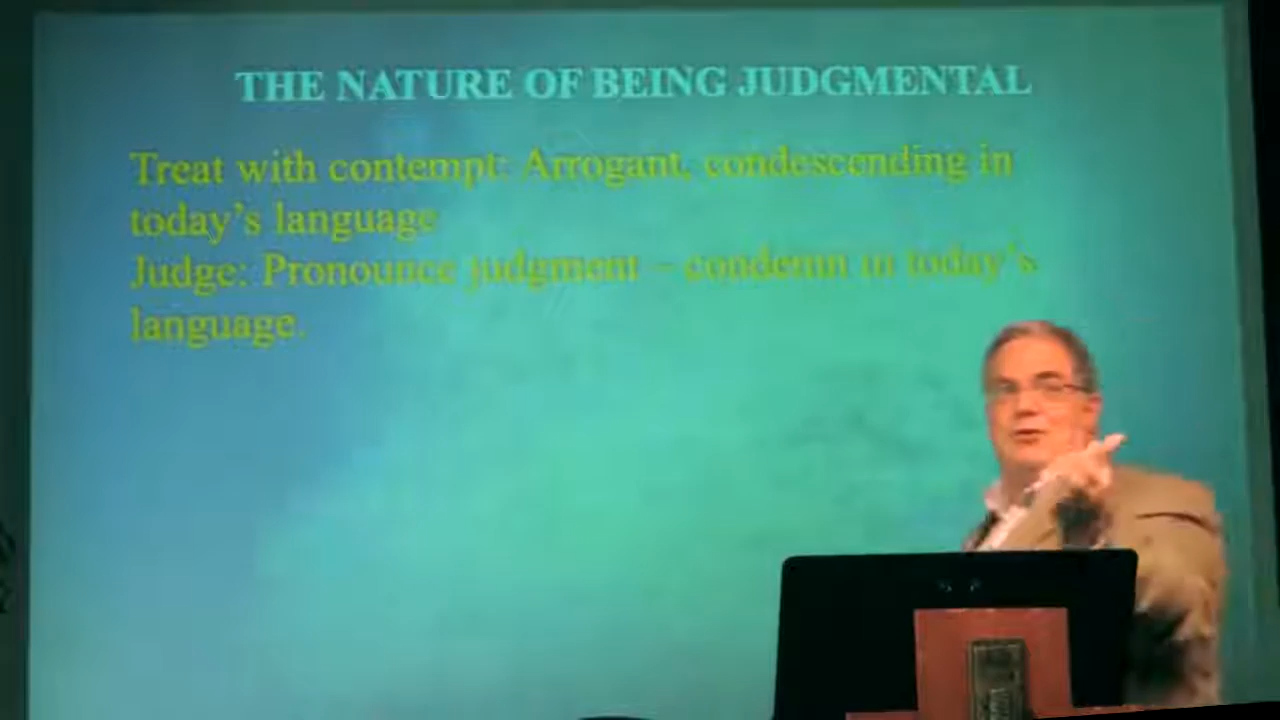 THE NATURE OF BEING JUDGMENTAL
Treat with contempt: Arrogant, condescending in
today's language
Judge: Pronounce judgment – condemn in today's
language.